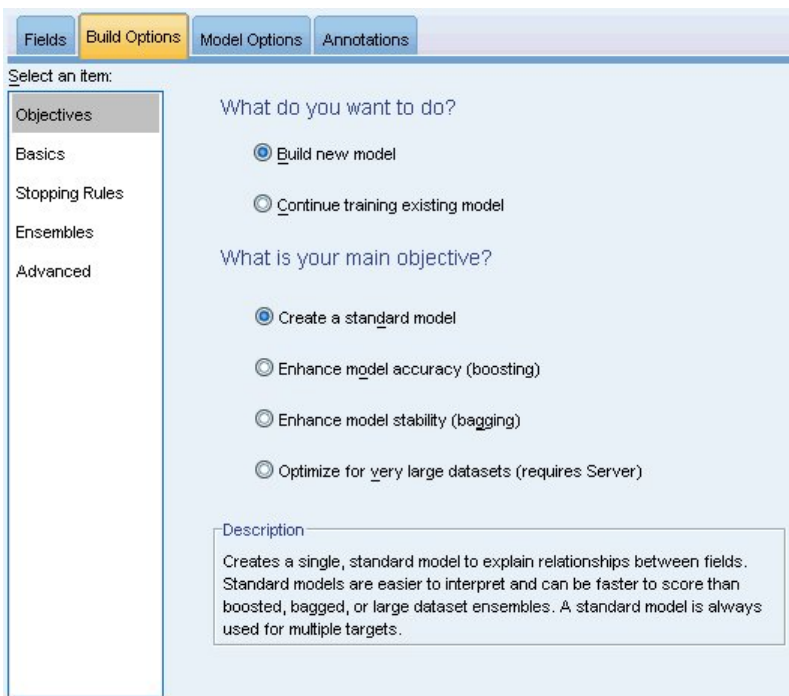 Fields Build Options Model Options Annotations
Select an item:
Objectives
Basics
Stopping Rules
Ensembles
Advanced
What do you want to do?
Build new model
Continue training existing model
What is your main objective?
Create a standard model
Enhance model accuracy (boosting)
Enhance model stability (bagging)
Optimize for very large datasets (requires Server)
Description
Creates a single, standard model to explain relationships between fields.
Standard models are easier to interpret and can be faster to score than
boosted, bagged, or large dataset ensembles. A standard model is always
used for multiple targets.